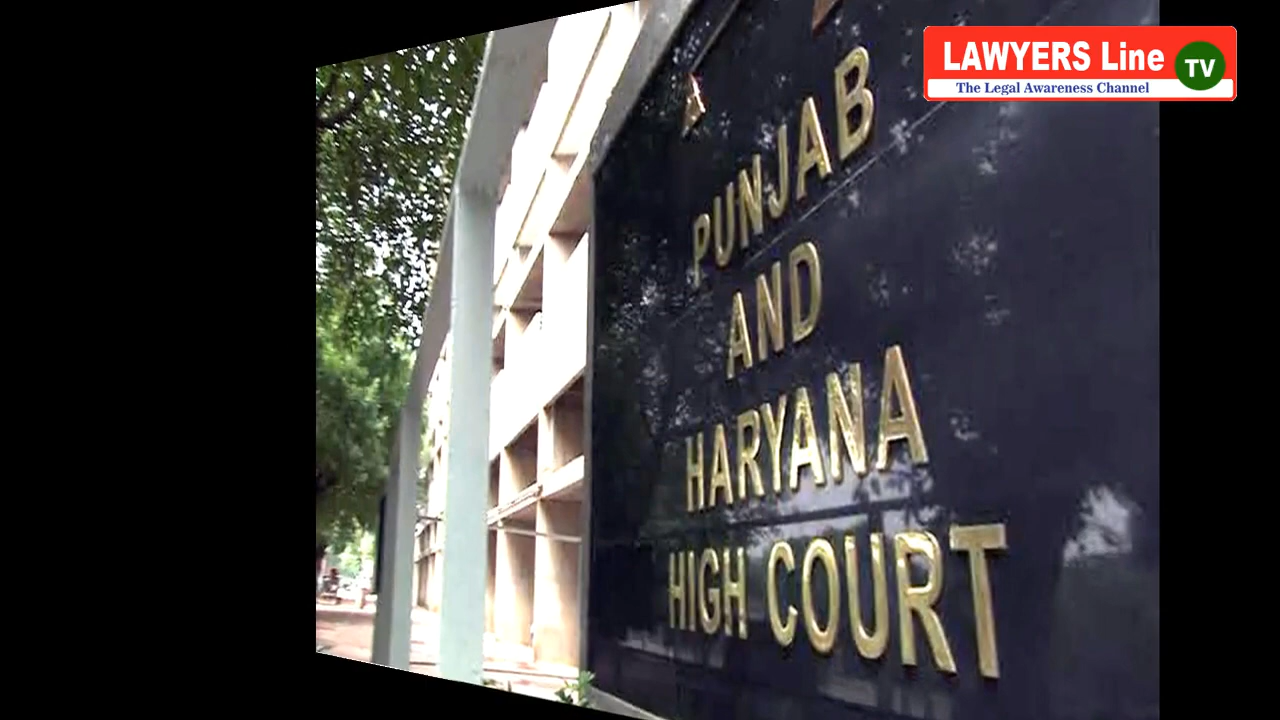 LAWYERS Line TV
The Legal Awareness Channel
PUNJAB
AND
HARYANA
HIGH COURT